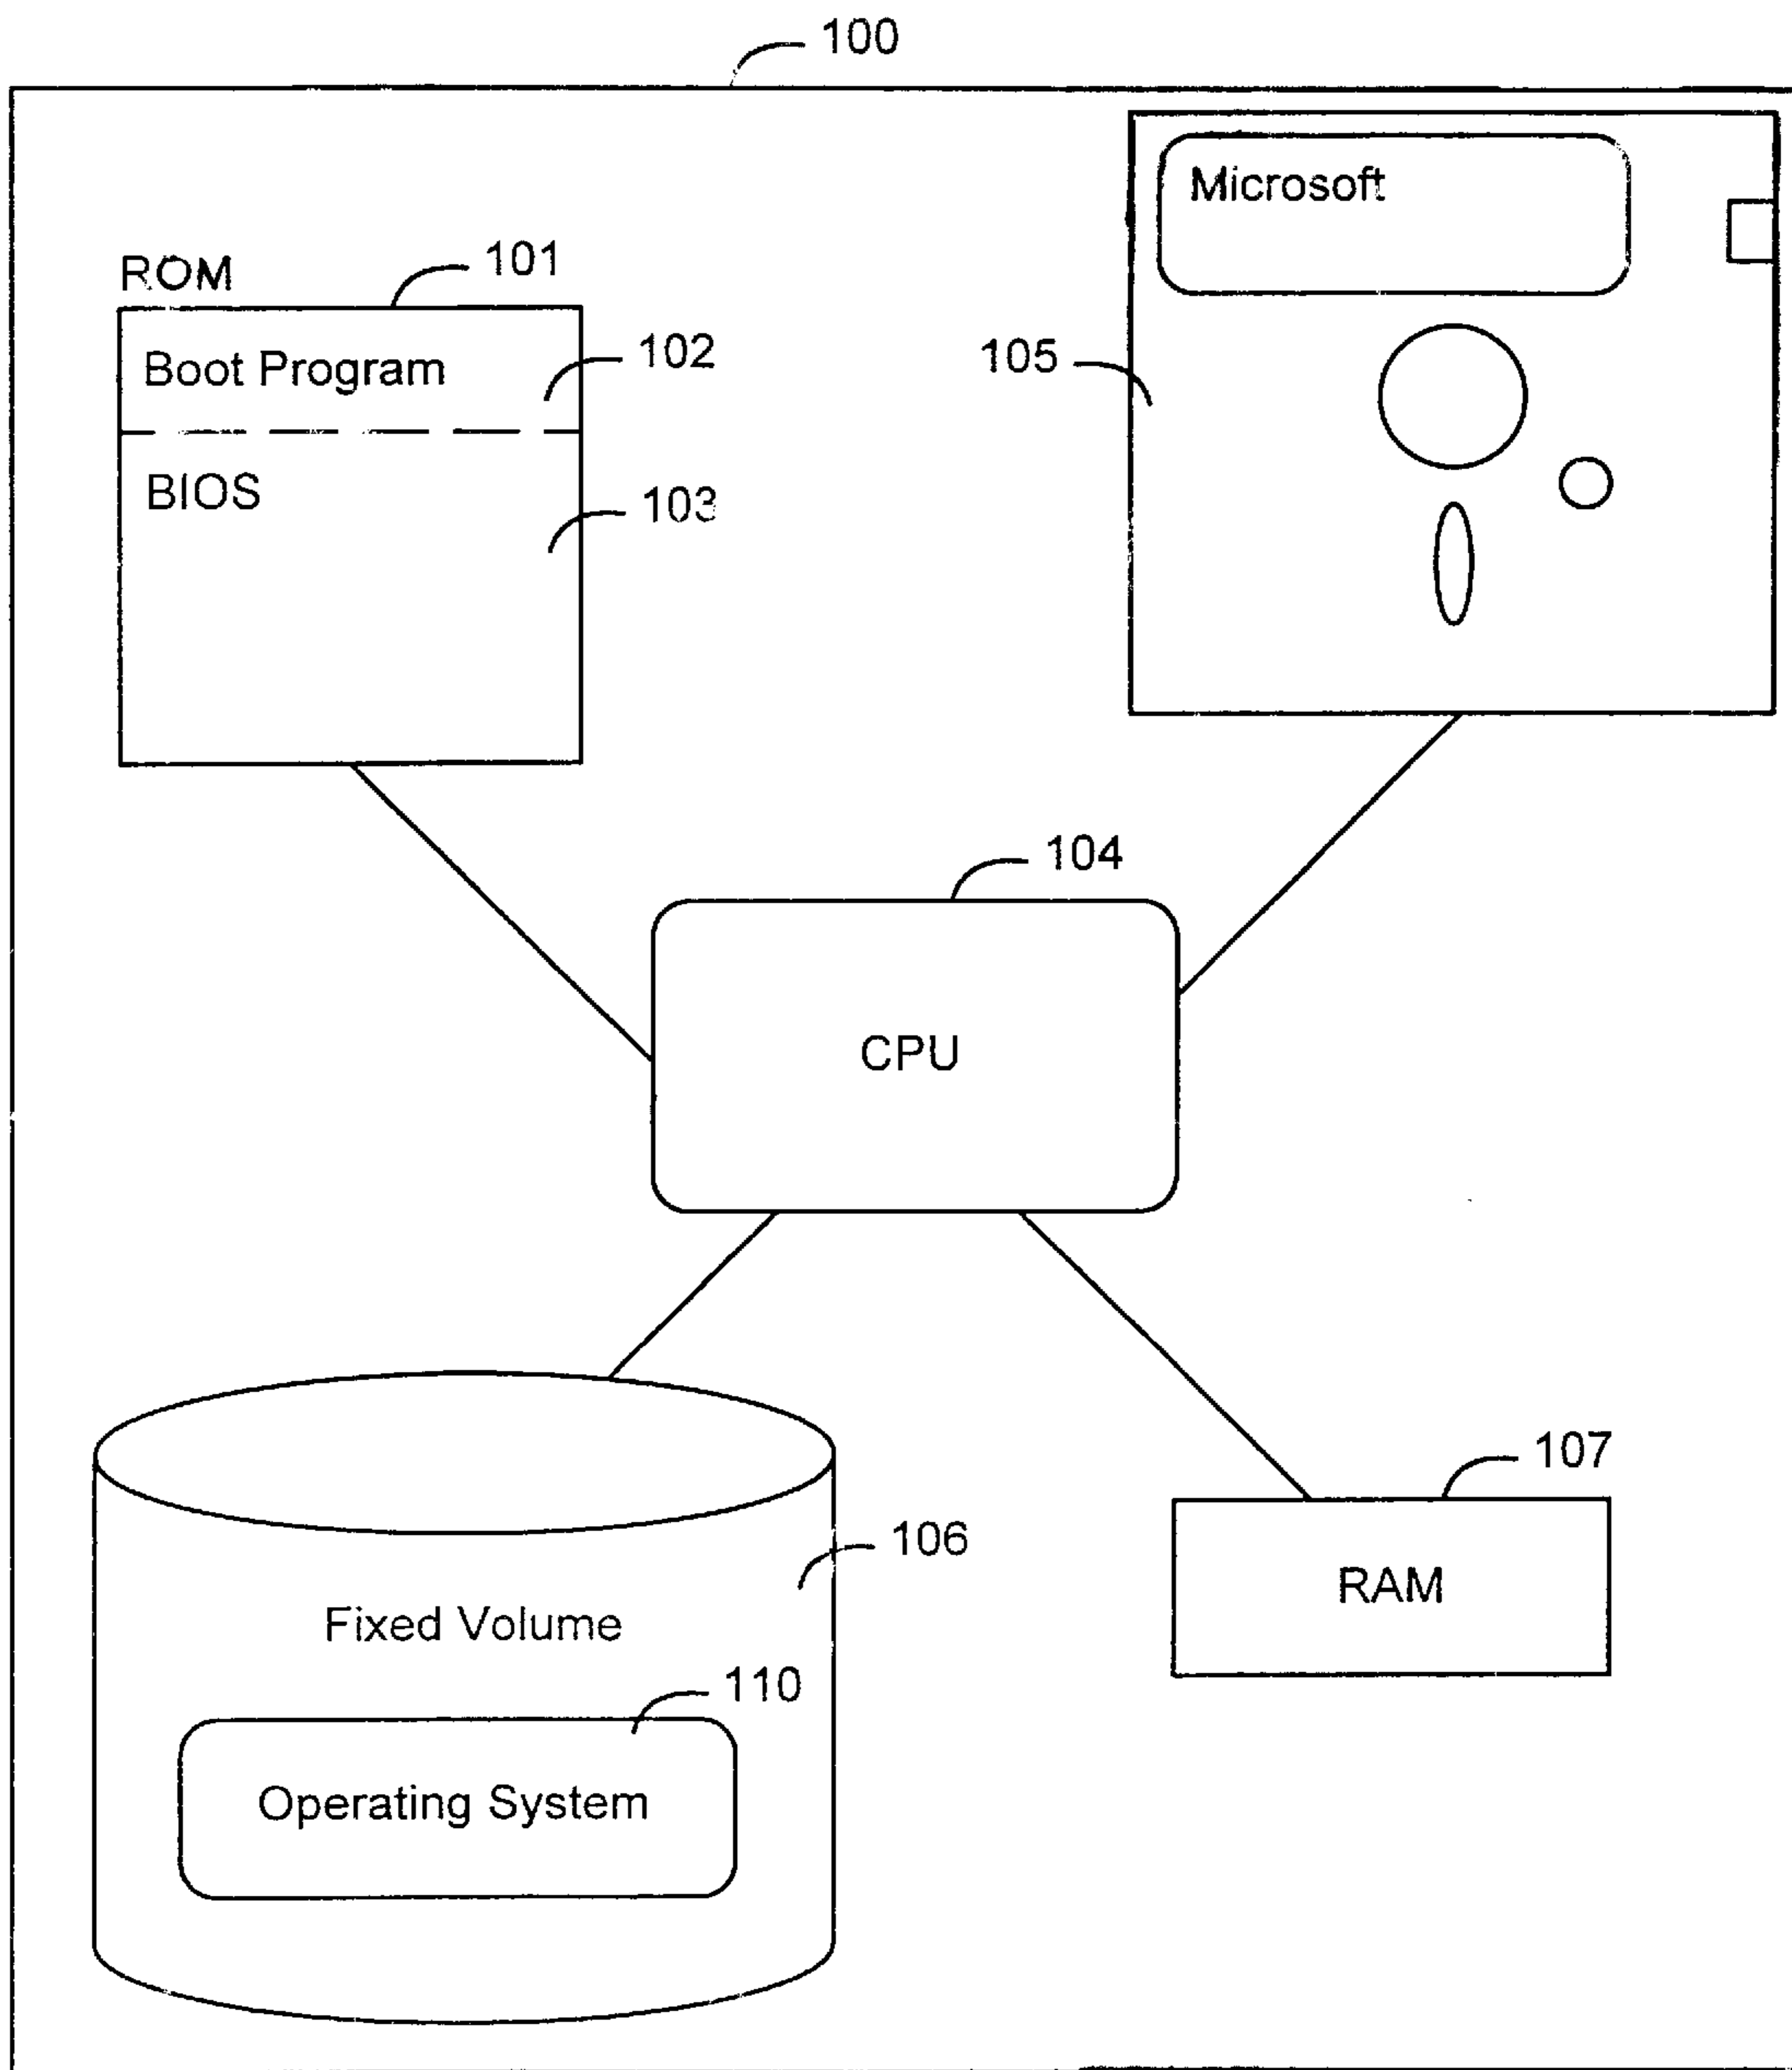 100
Microsoft
ROM
101
Boot Program
102
105
BIOS
103
104
CPU
107
106
RAM
Fixed Volume
110
Operating System